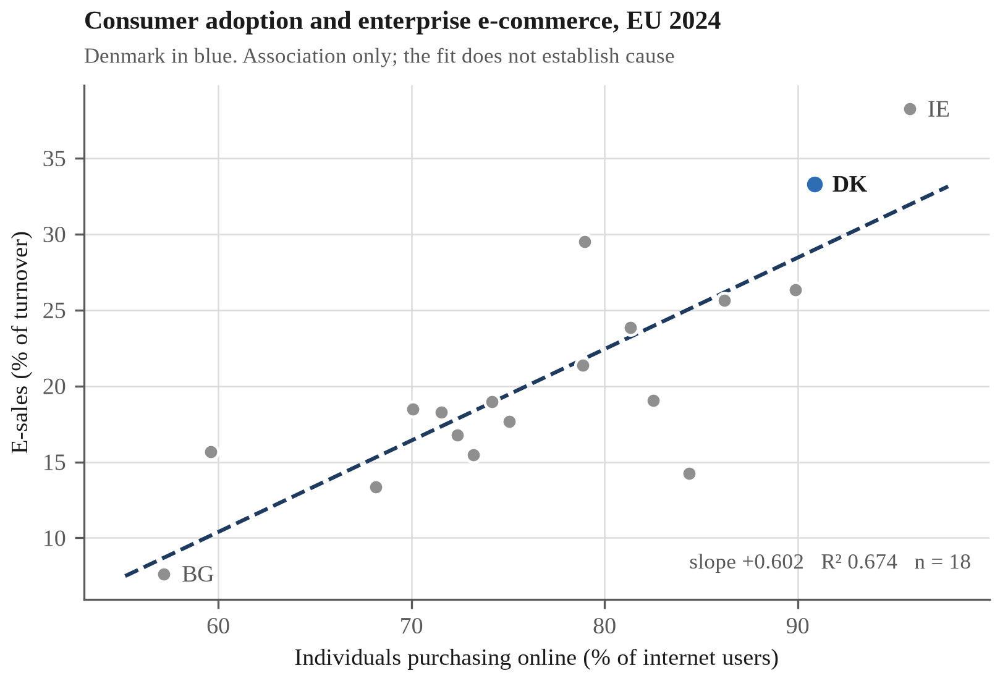 Consumer adoption and enterprise e-commerce, EU 2024
Denmark in blue. Association only; the fit does not establish cause
IE
35
DK
30
25
20
15
10
BG
slope +0.602 R² 0.674 n = 18
E-sales (% of turnover)
60 70 80 90
Individuals purchasing online (% of internet users)